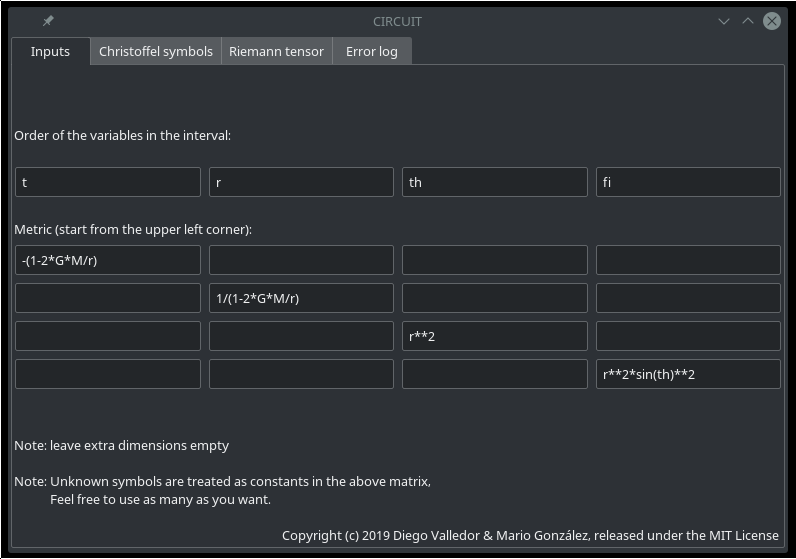 CIRCUIT
Inputs Christoffel symbols Riemann tensor Error log
Order of the variables in the interval:
t r th fi
Metric (start from the upper left corner):
-(1-2*G*M/r)
1/(1-2*G*M/r)
r**2
r**2*sin(th)**2
Note: leave extra dimensions empty
Note: Unknown symbols are treated as constants in the above matrix,
Feel free to use as many as you want.
Copyright (c) 2019 Diego Valledor & Mario González, released under the MIT License